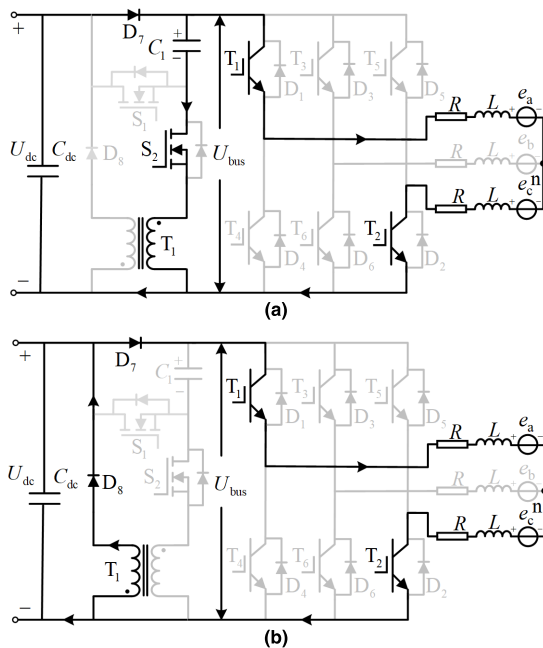 + D7 C1 + − T1 T3 T5
D1 D3 D5
S1
ea
R L + −
Udc Cdc D8 S2 Ubus
eb
R L + −
ec n
R L + −
T1 T4 T6 T2
D4 D6 D2
−
(a)
+ D7 C1 + − T1 T3 T5
D1 D3 D5
S1
ea
R L + −
Udc Cdc D8 S2 Ubus
eb
R L + −
ec n
R L + −
T1 T4 T6 T2
D4 D6 D2
−
(b)